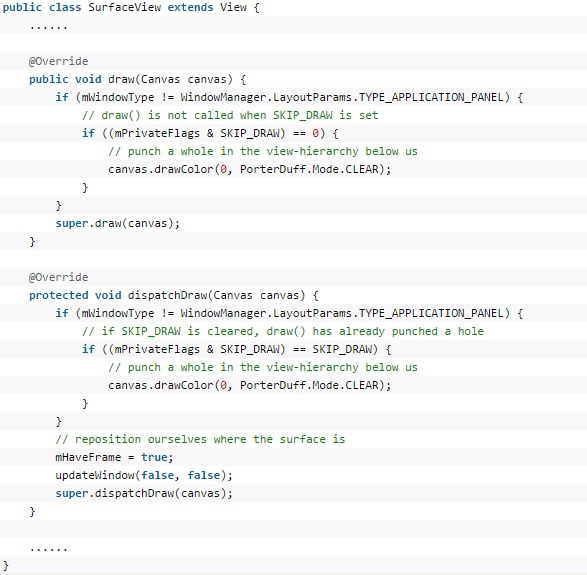 public class SurfaceView extends View {
    ......

    @Override
    public void draw(Canvas canvas) {
        if (mWindowType != WindowManager.LayoutParams.TYPE_APPLICATION_PANEL) {
            // draw() is not called when SKIP_DRAW is set
            if ((mPrivateFlags & SKIP_DRAW) == 0) {
                // punch a whole in the view-hierarchy below us
                canvas.drawColor(0, PorterDuff.Mode.CLEAR);
            }
        }
        super.draw(canvas);
    }

    @Override
    protected void dispatchDraw(Canvas canvas) {
        if (mWindowType != WindowManager.LayoutParams.TYPE_APPLICATION_PANEL) {
            // if SKIP_DRAW is cleared, draw() has already punched a hole
            if ((mPrivateFlags & SKIP_DRAW) == SKIP_DRAW) {
                // punch a whole in the view-hierarchy below us
                canvas.drawColor(0, PorterDuff.Mode.CLEAR);
            }
        }
        // reposition ourselves where the surface is
        mHaveFrame = true;
        updateWindow(false, false);
        super.dispatchDraw(canvas);
    }

    ......
}